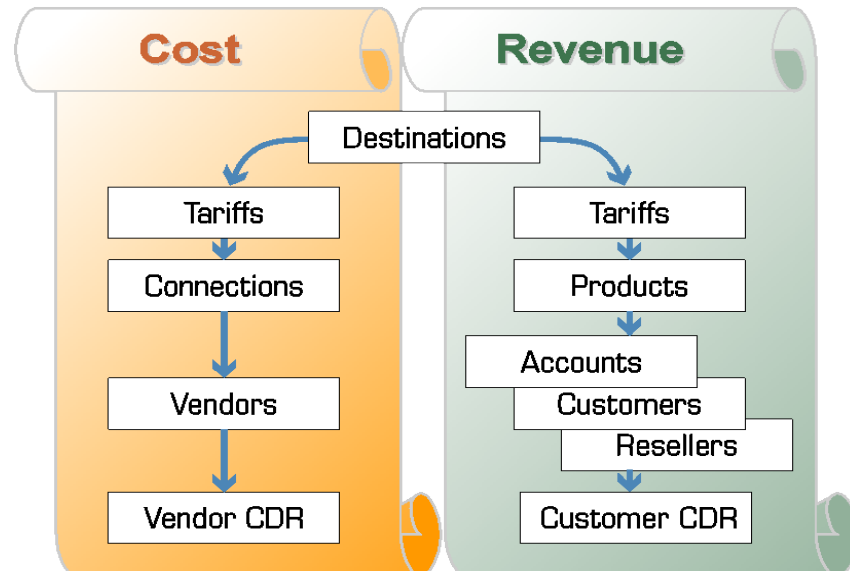 Cost
Revenue
Destinations
Tariffs
Connections
Vendors
Vendor CDR
Tariffs
Products
Accounts
Customers
Resellers
Customer CDR